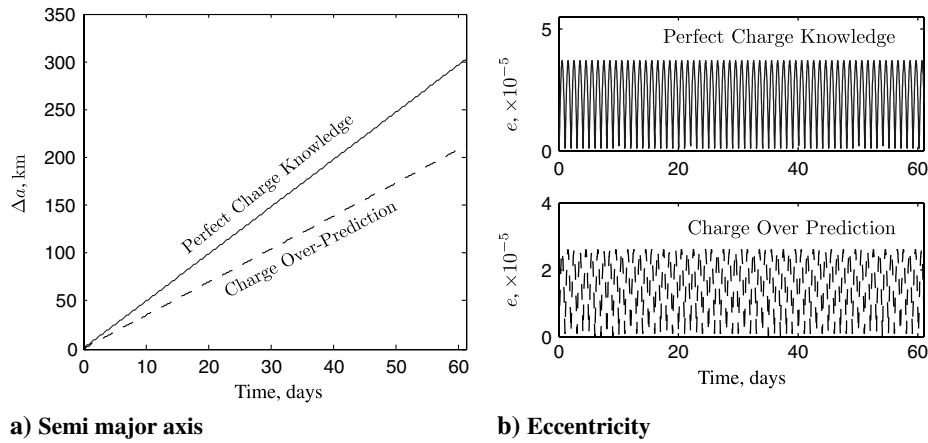 350
300
250
200
150
100
50
0
Δa, km
Perfect Charge Knowledge
Charge Over-Prediction
0 10 20 30 40 50 60
Time, days
a) Semi major axis
5
0
e, ×10⁻⁵
Perfect Charge Knowledge
0 20 40 60
4
2
0
e, ×10⁻⁵
Charge Over Prediction
0 20 40 60
Time, days
b) Eccentricity